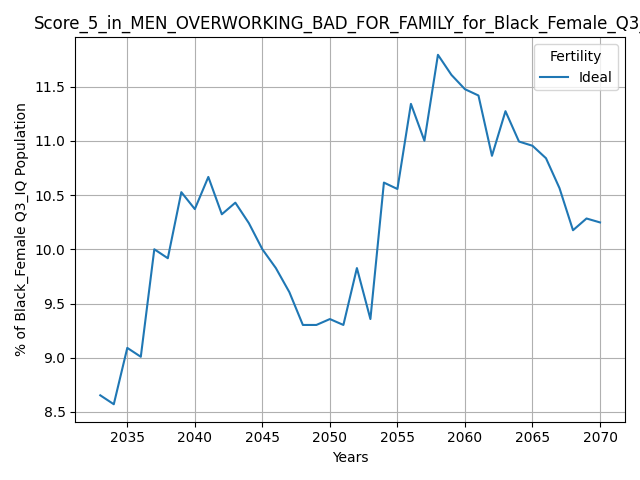 Score_5_in_MEN_OVERWORKING_BAD_FOR_FAMILY_for_Black_Female_Q3_
Fertility
Ideal
% of Black_Female Q3_IQ Population
11.5
11.0
10.5
10.0
9.5
9.0
8.5
2035 2040 2045 2050 2055 2060 2065 2070
Years